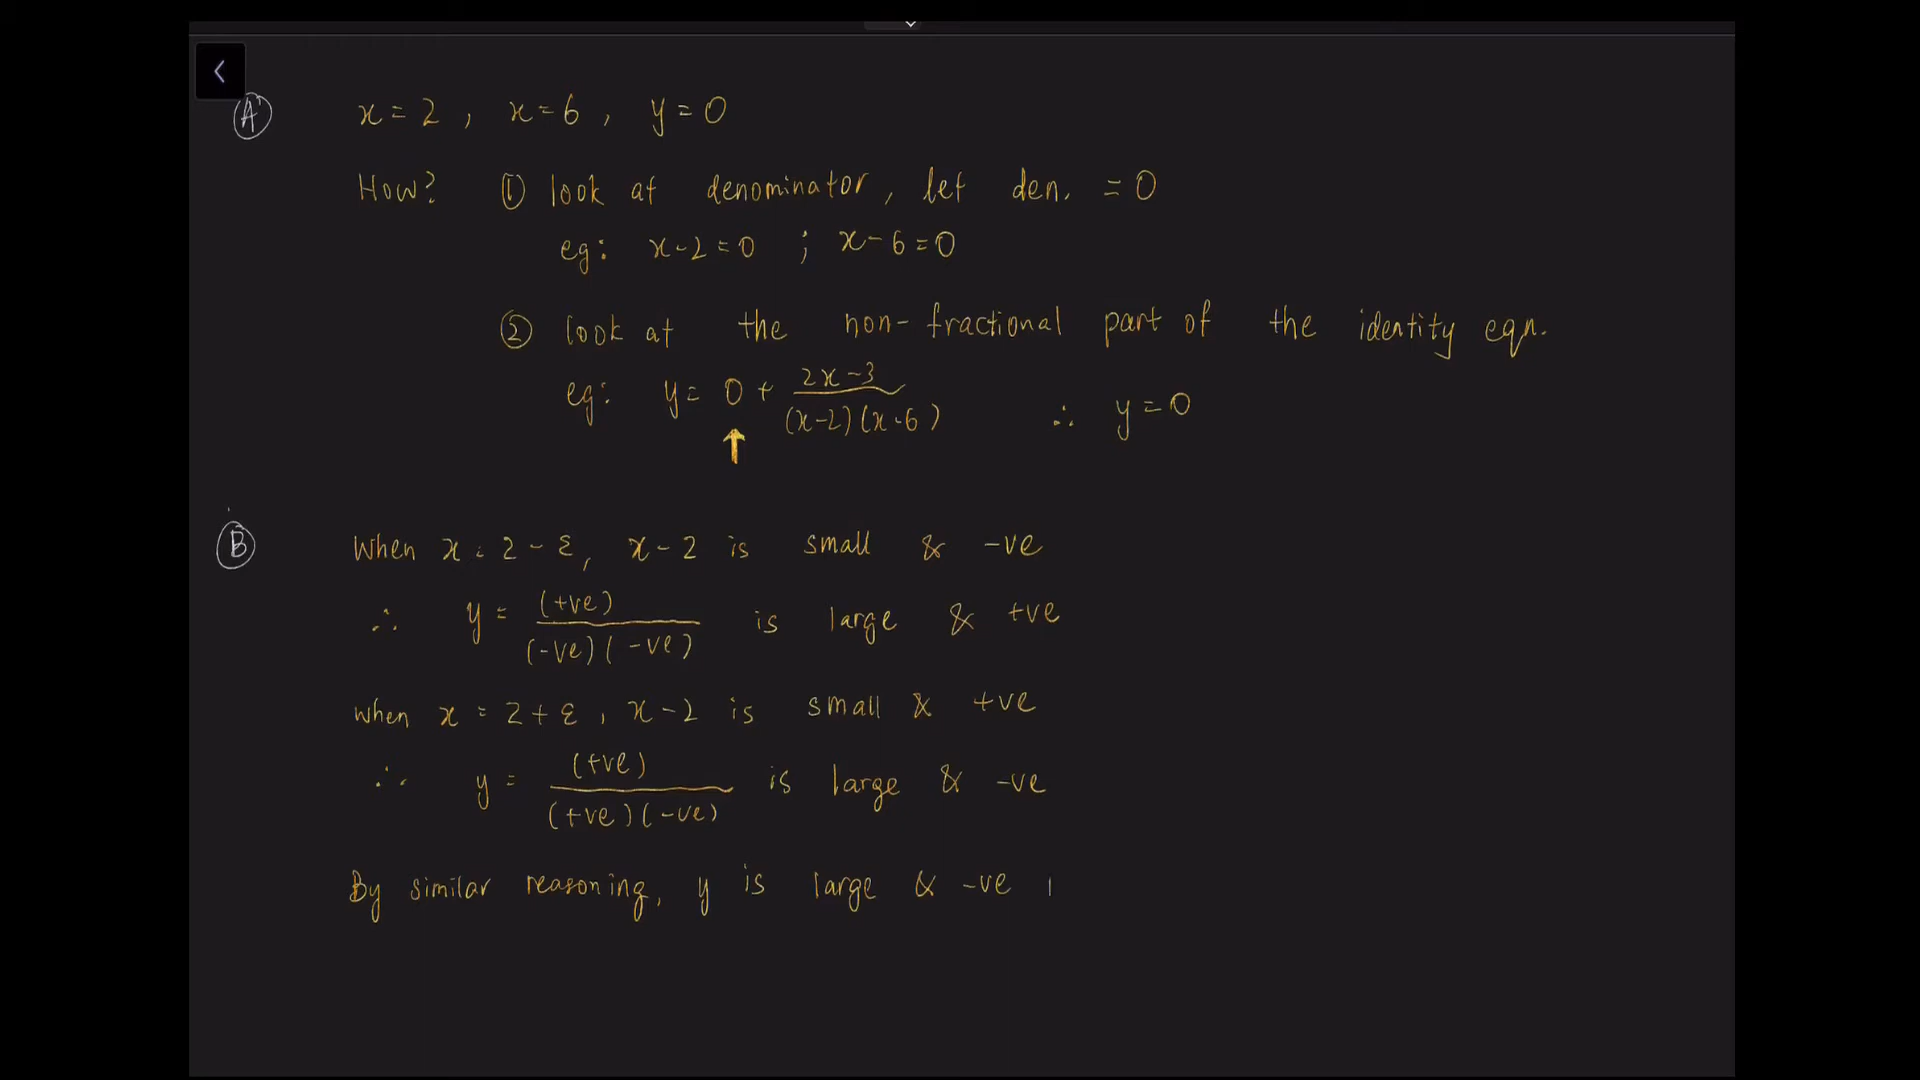 Ⓐ x = 2 , x = 6 , y = 0
How? ① look at denominator, let den. = 0
eg: x-2=0 ; x-6=0
② look at the non-fractional part of the identity eqn.
eg: y = 0 + (2x-3)/((x-2)(x-6)) ∴ y = 0
↑
Ⓑ When x = 2 - ε, x - 2 is small & -ve
∴ y = (+ve)/((-ve)(-ve)) is large & +ve
when x = 2 + ε, x - 2 is small & +ve
∴ y = (+ve)/((+ve)(-ve)) is large & -ve
By similar reasoning, y is large & -ve